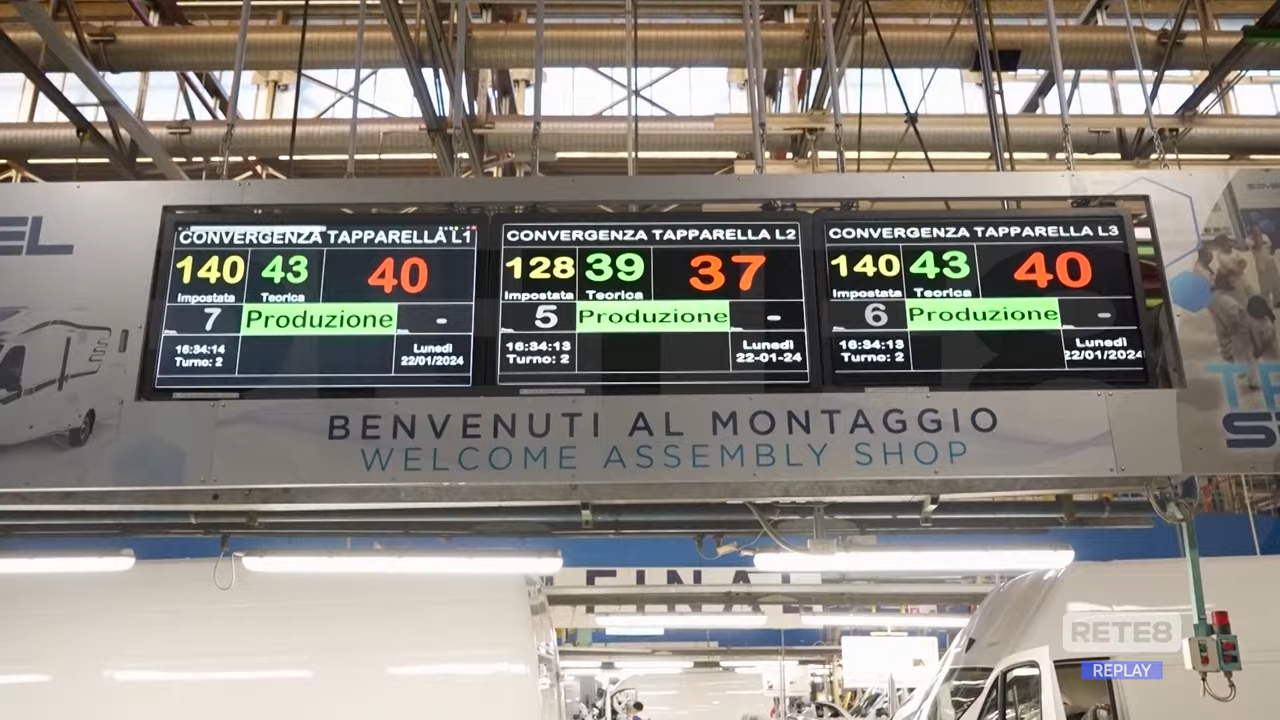 EL
CONVERGENZA TAPPARELLA L1
140 43 40
Impostata Teorica
7 Produzione -
16:34:14
Turno: 2
Lunedì
22/01/2024
CONVERGENZA TAPPARELLA L2
128 39 37
Impostata Teorica
5 Produzione -
16:34:13
Turno: 2
Lunedì
22-01-24
CONVERGENZA TAPPARELLA L3
140 43 40
Impostata Teorica
6 Produzione -
16:34:13
Turno: 2
Lunedì
22/01/2024
BENVENUTI AL MONTAGGIO
WELCOME ASSEMBLY SHOP
FINAL
RETE8
REPLAY